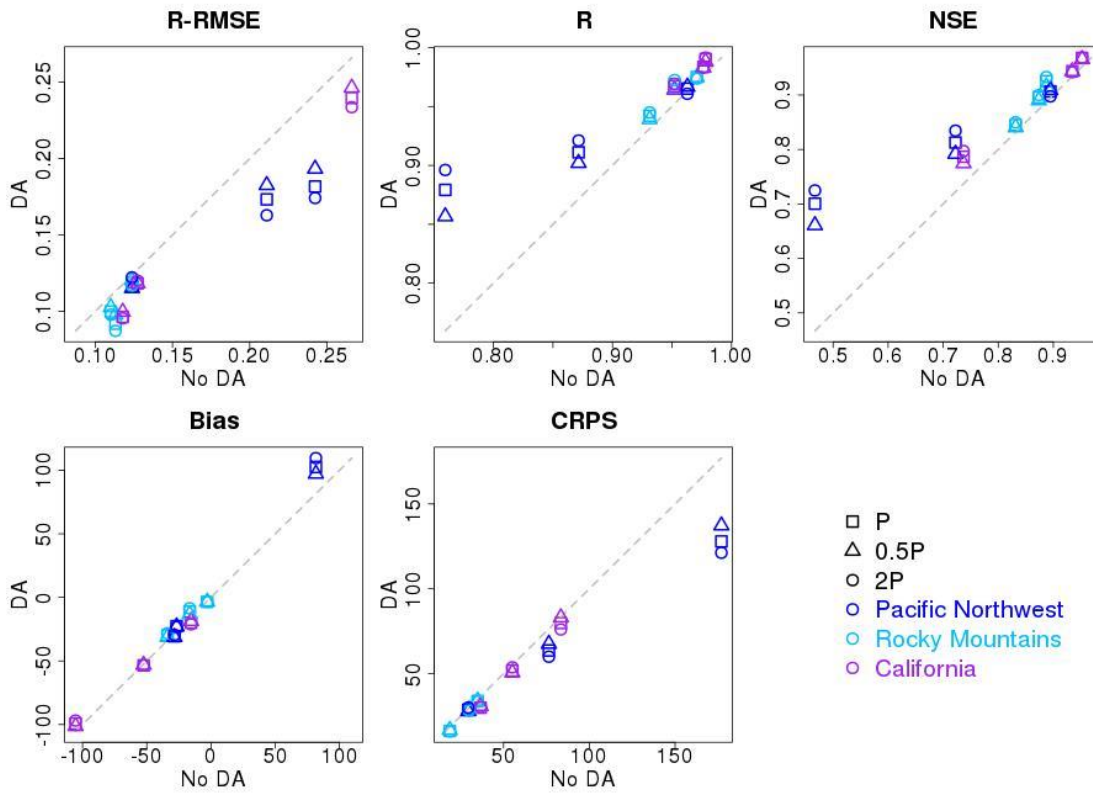 R-RMSE
R
NSE
DA
0.10 0.15 0.20 0.25
0.10 0.15 0.20 0.25
No DA
DA
0.80 0.90 1.00
0.80 0.90 1.00
No DA
DA
0.5 0.6 0.7 0.8 0.9
0.5 0.6 0.7 0.8 0.9
No DA
Bias
CRPS
DA
-100 -50 0 50 100
-100 -50 0 50 100
No DA
DA
50 100 150
50 100 150
No DA
P
0.5P
2P
Pacific Northwest
Rocky Mountains
California